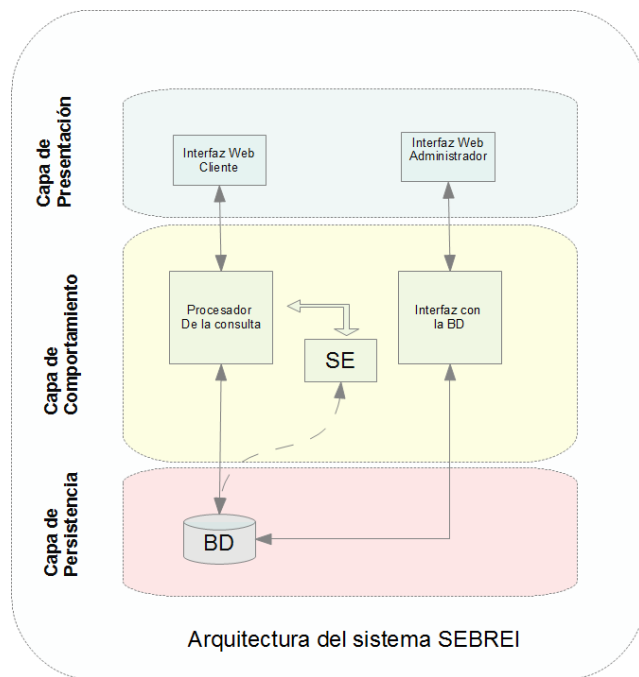 Capa de
Presentación
Interfaz Web
Cliente
Interfaz Web
Administrador
Capa de
Comportamiento
Procesador
De la consulta
SE
Interfaz con
la BD
Capa de
Persistencia
BD
Arquitectura del sistema SEBREI